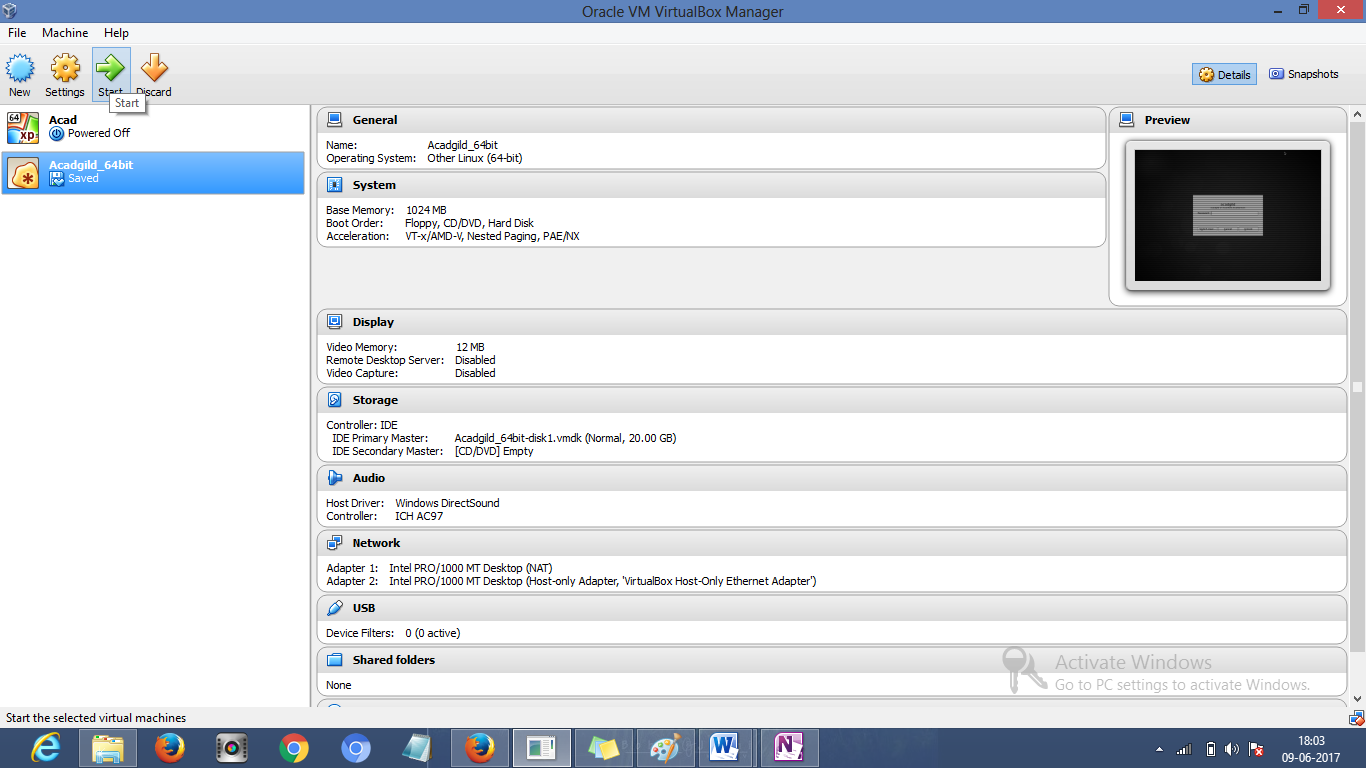 Oracle VM VirtualBox Manager
File Machine Help
New Settings Start Discard
Start
Details Snapshots
64
xp
Acad
Powered Off
Acadgild_64bit
Saved
General
Name: Acadgild_64bit
Operating System: Other Linux (64-bit)
System
Base Memory: 1024 MB
Boot Order: Floppy, CD/DVD, Hard Disk
Acceleration: VT-x/AMD-V, Nested Paging, PAE/NX
Preview
Display
Video Memory: 12 MB
Remote Desktop Server: Disabled
Video Capture: Disabled
Storage
Controller: IDE
IDE Primary Master: Acadgild_64bit-disk1.vmdk (Normal, 20.00 GB)
IDE Secondary Master: [CD/DVD] Empty
Audio
Host Driver: Windows DirectSound
Controller: ICH AC97
Network
Adapter 1: Intel PRO/1000 MT Desktop (NAT)
Adapter 2: Intel PRO/1000 MT Desktop (Host-only Adapter, 'VirtualBox Host-Only Ethernet Adapter')
USB
Device Filters: 0 (0 active)
Shared folders
None
Activate Windows
Go to PC settings to activate Windows.
Start the selected virtual machines
18:03
09-06-2017